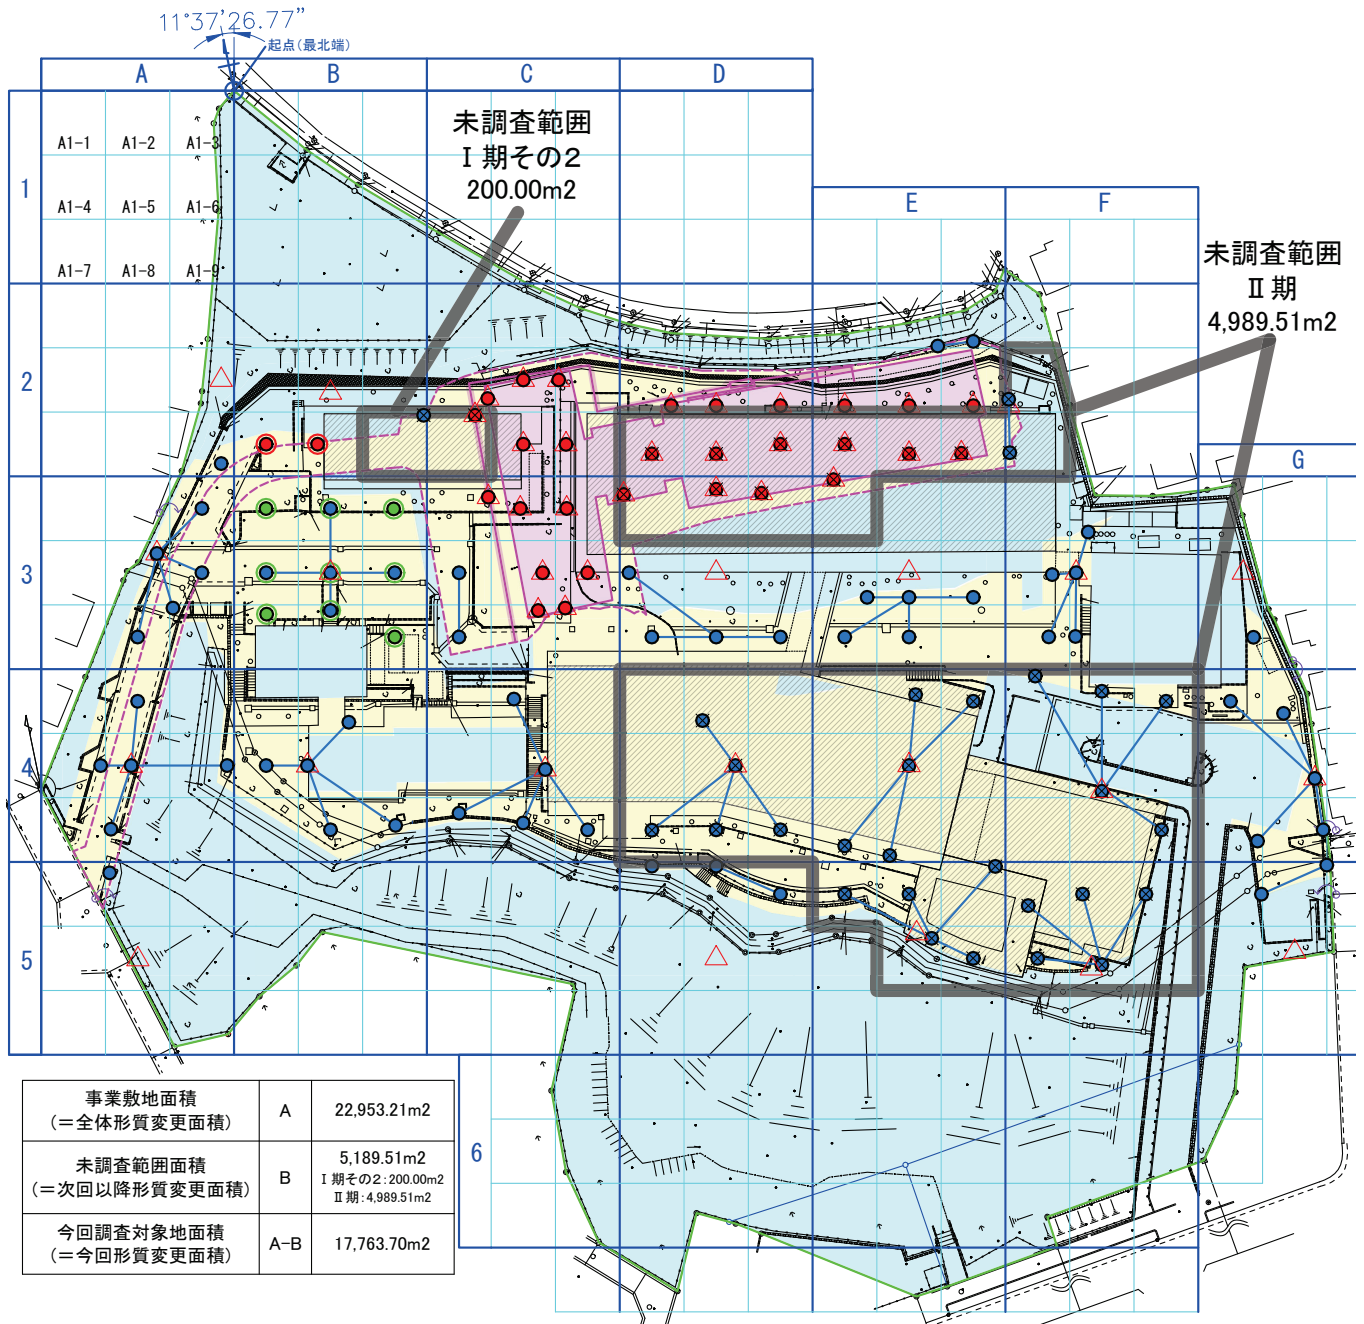 11°37'26.77"
起点(最北端)
A
B
C
D
E
F
G
1
2
3
4
5
6
A1-1 A1-2 A1-3
A1-4 A1-5 A1-6
A1-7 A1-8 A1-9
未調査範囲
Ⅰ期その2
200.00m2
未調査範囲
Ⅱ期
4,989.51m2
事業敷地面積
(=全体形質変更面積)
A
22,953.21m2
未調査範囲面積
(=次回以降形質変更面積)
B
5,189.51m2
Ⅰ期その2:200.00m2
Ⅱ期:4,989.51m2
今回調査対象地面積
(=今回形質変更面積)
A-B
17,763.70m2